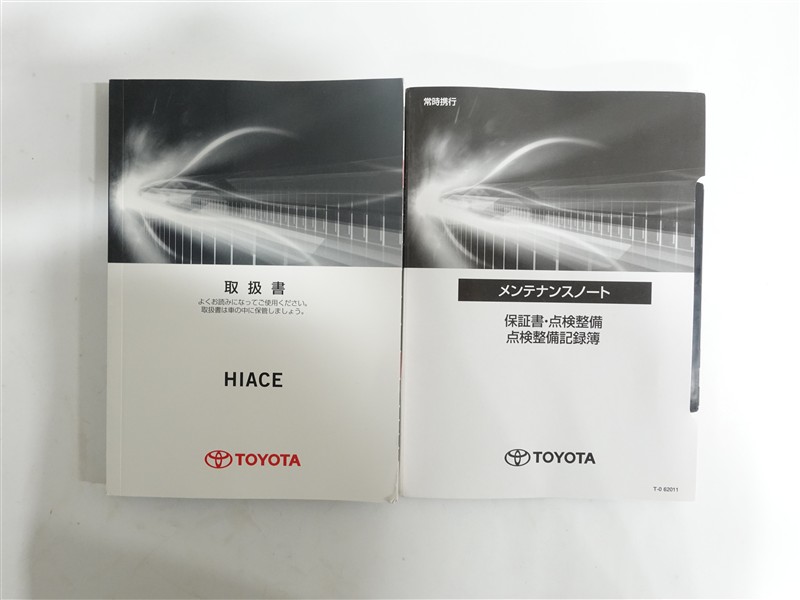 取扱書
よくお読みになってご使用ください。
取扱書は車の中に保管しましょう。
HIACE
TOYOTA
常時携行
メンテナンスノート
保証書・点検整備
点検整備記録簿
TOYOTA
T-0 62011